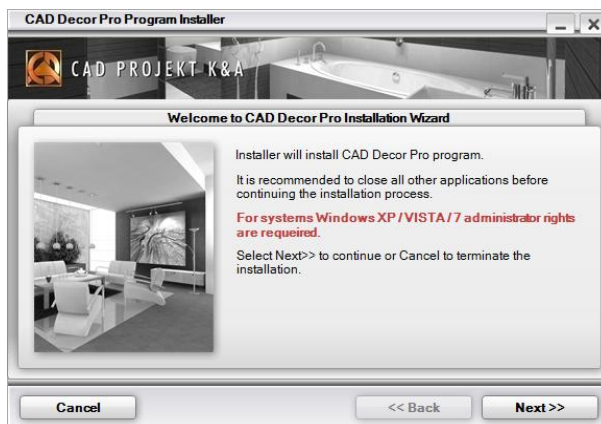 CAD Decor Pro Program Installer
CAD PROJEKT K&A
Welcome to CAD Decor Pro Installation Wizard
Installer will install CAD Decor Pro program.
It is recommended to close all other applications before
continuing the installation process.
For systems Windows XP/VISTA/7 administrator rights
are requeired.
Select Next>> to continue or Cancel to terminate the
installation.
Cancel
<< Back
Next >>